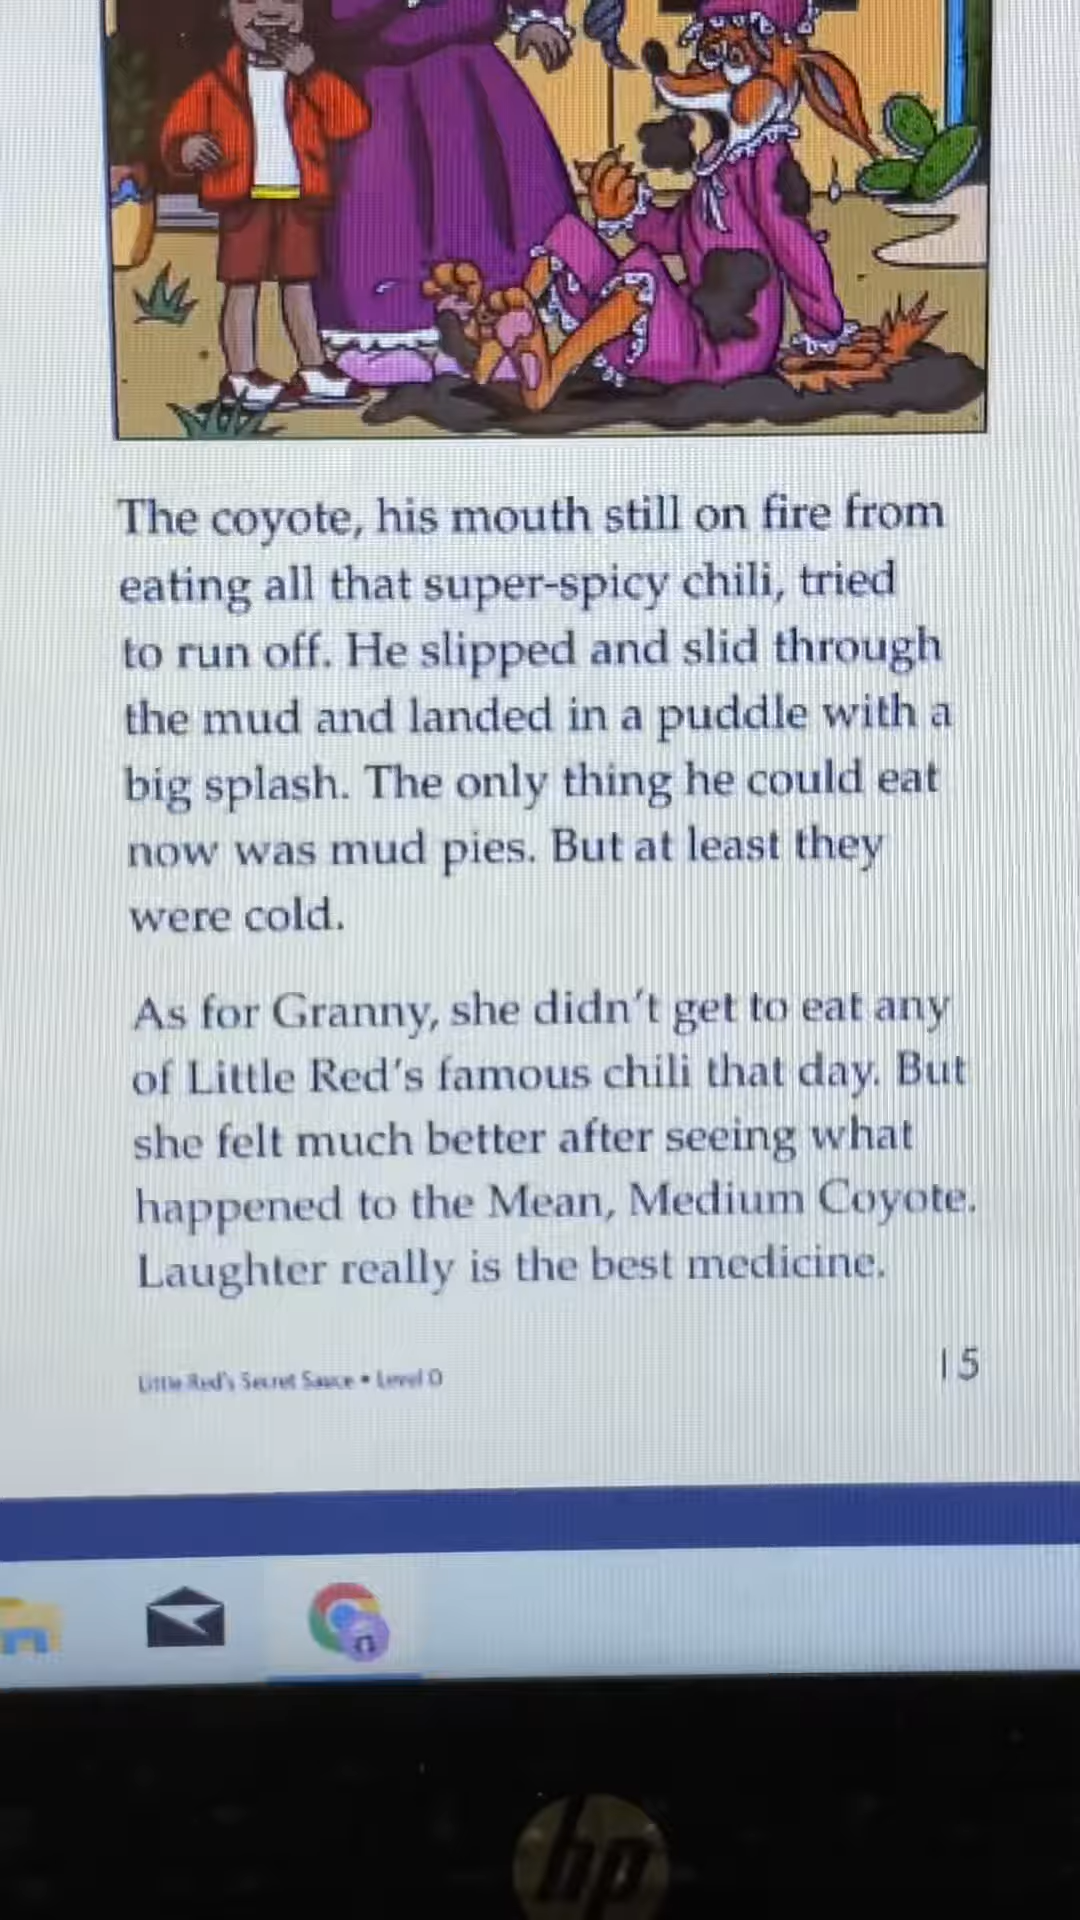 The coyote, his mouth still on fire from
eating all that super-spicy chili, tried
to run off. He slipped and slid through
the mud and landed in a puddle with a
big splash. The only thing he could eat
now was mud pies. But at least they
were cold.
As for Granny, she didn't get to eat any
of Little Red's famous chili that day. But
she felt much better after seeing what
happened to the Mean, Medium Coyote.
Laughter really is the best medicine.
Little Red's Secret Sauce • Level O
15
hp